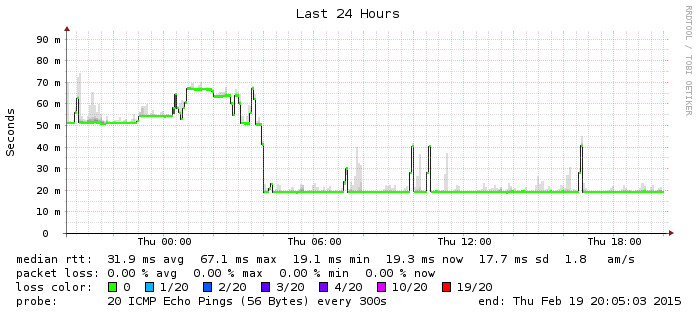 Last 24 Hours
RRDTOOL / TOBI OETIKER
Seconds
90 m
80 m
70 m
60 m
50 m
40 m
30 m
20 m
10 m
0
Thu 00:00 Thu 06:00 Thu 12:00 Thu 18:00
median rtt: 31.9 ms avg 67.1 ms max 19.1 ms min 19.3 ms now 17.7 ms sd 1.8 am/s
packet loss: 0.00 % avg 0.00 % max 0.00 % min 0.00 % now
loss color: 0 1/20 2/20 3/20 4/20 10/20 19/20
probe: 20 ICMP Echo Pings (56 Bytes) every 300s end: Thu Feb 19 20:05:03 2015